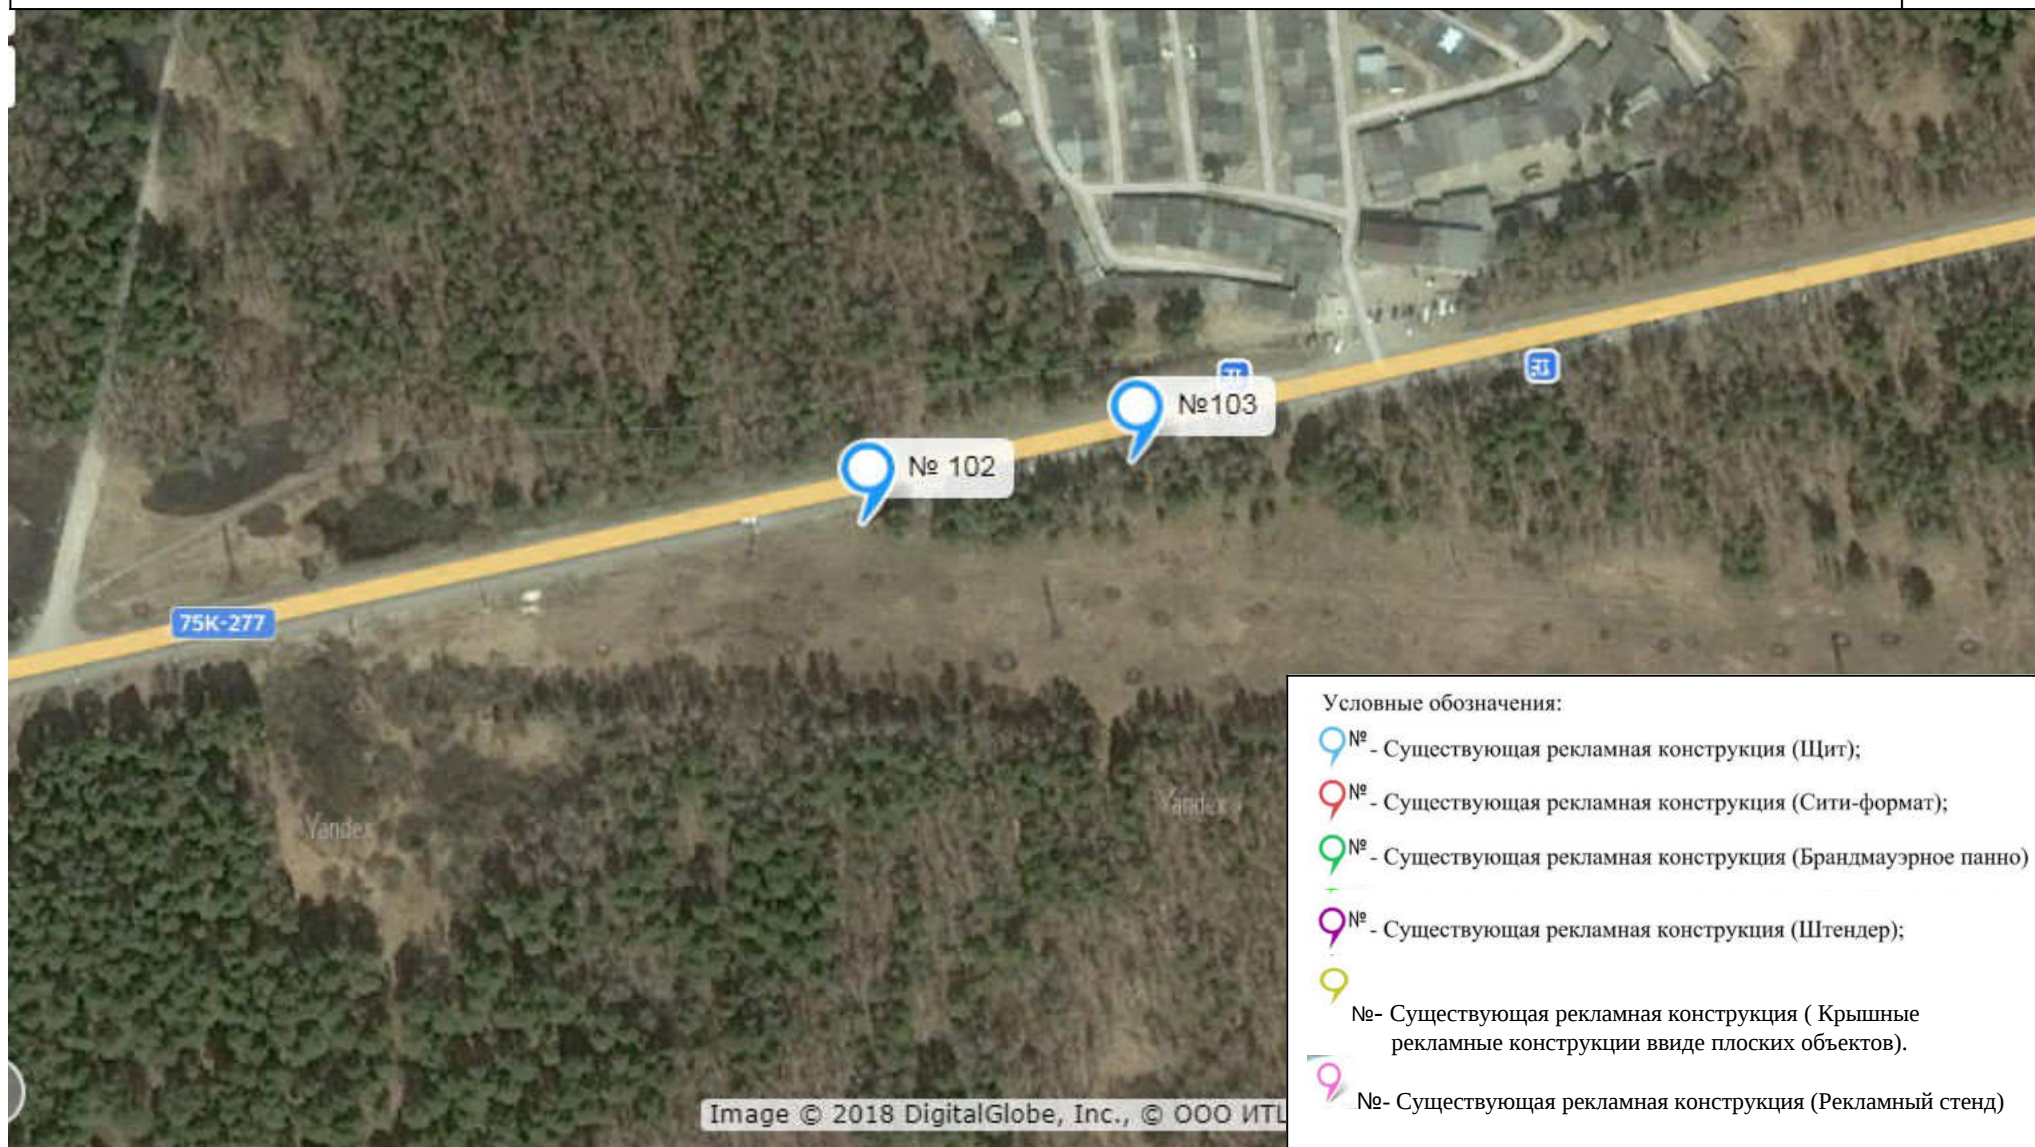 №103
№ 102
75К-277
Yandex
Yandex
Условные обозначения:
№ - Существующая рекламная конструкция (Щит);
№ - Существующая рекламная конструкция (Сити-формат);
№ - Существующая рекламная конструкция (Брандмауэрное панно)
№ - Существующая рекламная конструкция (Штендер);
№- Существующая рекламная конструкция ( Крышные
рекламные конструкции ввиде плоских объектов).
№- Существующая рекламная конструкция (Рекламный стенд)
Image © 2018 DigitalGlobe, Inc., © ООО ИТЦ